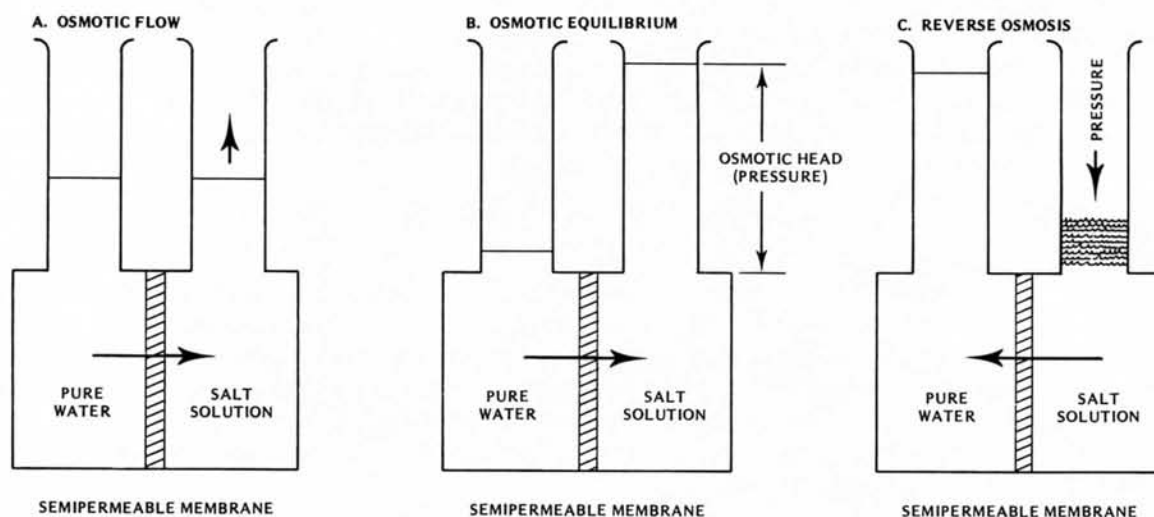 A. OSMOTIC FLOW
PURE
WATER
SALT
SOLUTION
SEMIPERMEABLE MEMBRANE
B. OSMOTIC EQUILIBRIUM
OSMOTIC HEAD
(PRESSURE)
PURE
WATER
SALT
SOLUTION
SEMIPERMEABLE MEMBRANE
C. REVERSE OSMOSIS
PRESSURE
PURE
WATER
SALT
SOLUTION
SEMIPERMEABLE MEMBRANE